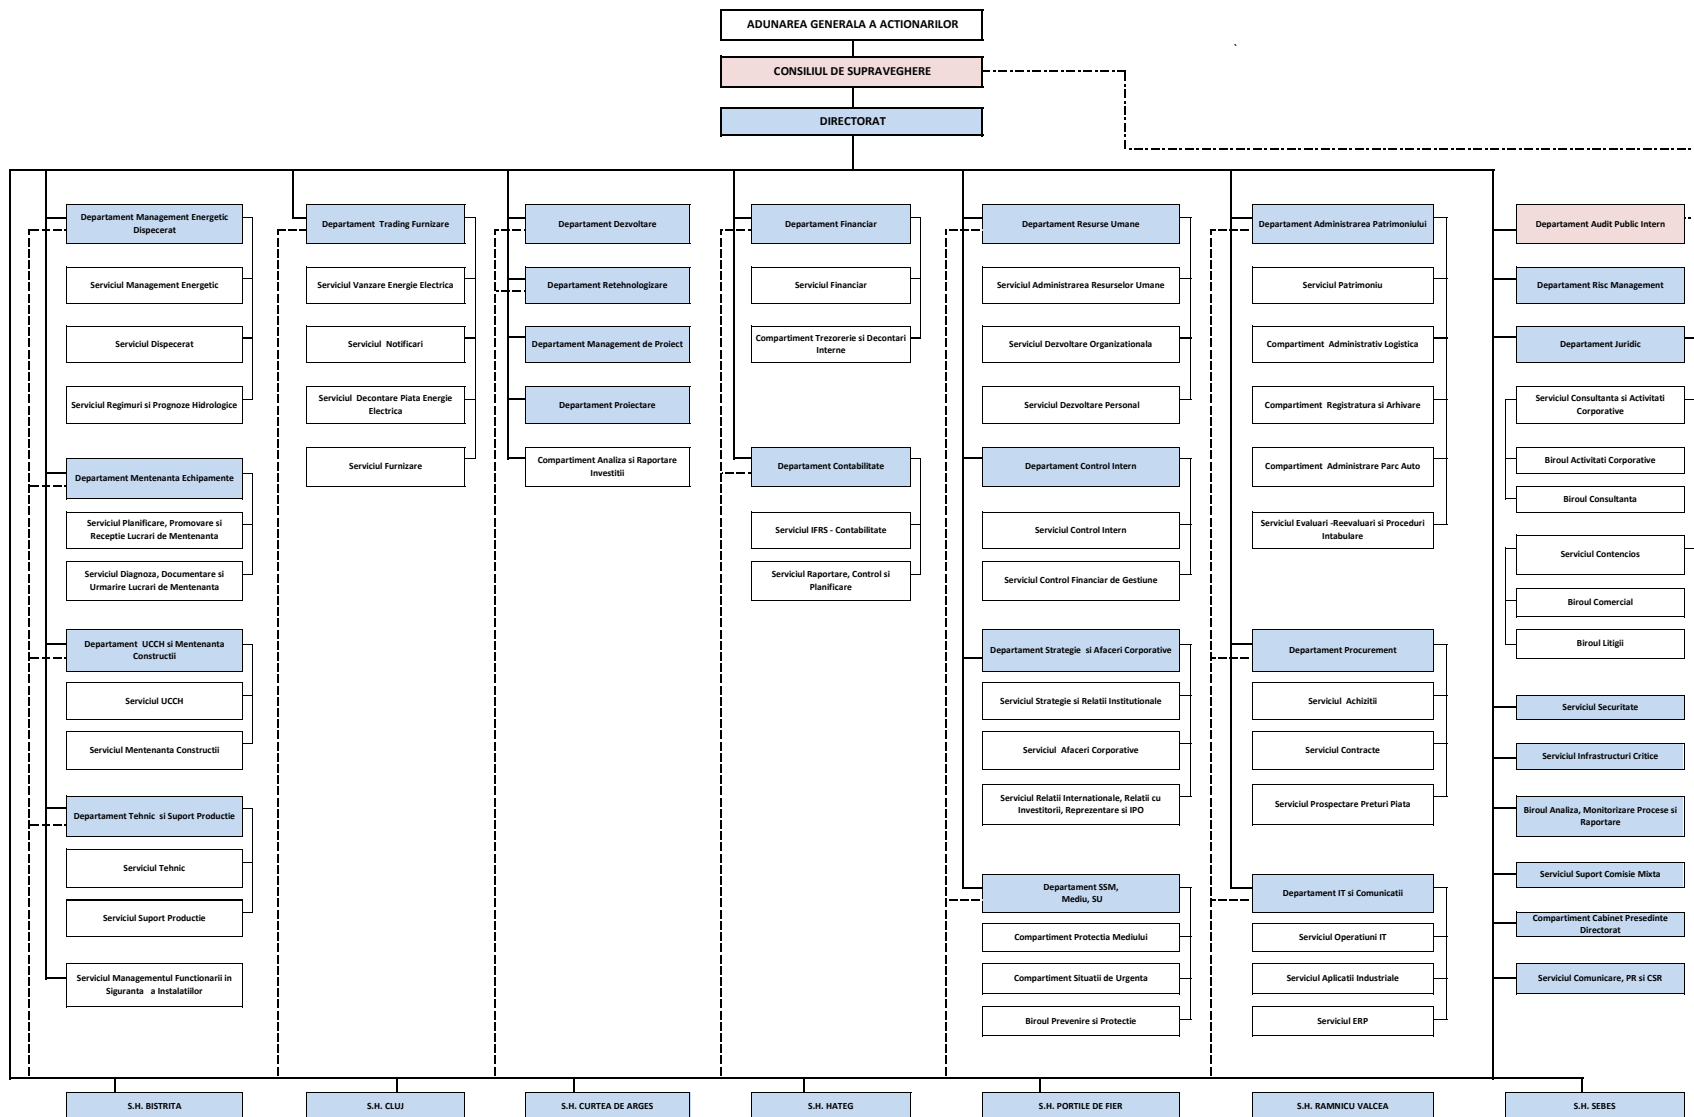 ADUNAREA GENERALA A ACTIONARILOR
`
CONSILIUL DE SUPRAVEGHERE
DIRECTORAT
Departament Management Energetic
Dispecerat
Serviciul Management Energetic
Serviciul Dispecerat
Serviciul Regimuri si Prognoze Hidrologice
Departament Mentenanta Echipamente
Serviciul Planificare, Promovare si
Receptie Lucrari de Mentenanta
Serviciul Diagnoza, Documentare si
Urmarire Lucrari de Mentenanta
Departament UCCH si Mentenanta
Constructii
Serviciul UCCH
Serviciul Mentenanta Constructii
Departament Tehnic si Suport Productie
Serviciul Tehnic
Serviciul Suport Productie
Serviciul Managementul Functionarii in
Siguranta a Instalatiilor
Departament Trading Furnizare
Serviciul Vanzare Energie Electrica
Serviciul Notificari
Serviciul Decontare Piata Energie
Electrica
Serviciul Furnizare
Departament Dezvoltare
Departament Retehnologizare
Departament Management de Proiect
Departament Proiectare
Compartiment Analiza si Raportare
Investitii
Departament Financiar
Serviciul Financiar
Compartiment Trezorerie si Decontari
Interne
Departament Contabilitate
Serviciul IFRS - Contabilitate
Serviciul Raportare, Control si
Planificare
Departament Resurse Umane
Serviciul Administrarea Resurselor Umane
Serviciul Dezvoltare Organizationala
Serviciul Dezvoltare Personal
Departament Control Intern
Serviciul Control Intern
Serviciul Control Financiar de Gestiune
Departament Strategie si Afaceri Corporative
Serviciul Strategie si Relatii Institutionale
Serviciul Afaceri Corporative
Serviciul Relatii Internationale, Relatii cu
Investitorii, Reprezentare si IPO
Departament SSM,
Mediu, SU
Compartiment Protectia Mediului
Compartiment Situatii de Urgenta
Biroul Prevenire si Protectie
Departament Administrarea Patrimoniului
Serviciul Patrimoniu
Compartiment Administrativ Logistica
Compartiment Registratura si Arhivare
Compartiment Administrare Parc Auto
Serviciul Evaluari -Reevaluari si Proceduri
Intabulare
Departament Procurement
Serviciul Achizitii
Serviciul Contracte
Serviciul Prospectare Preturi Piata
Departament IT si Comunicatii
Serviciul Operatiuni IT
Serviciul Aplicatii Industriale
Serviciul ERP
Departament Audit Public Intern
Departament Risc Management
Departament Juridic
Serviciul Consultanta si Activitati
Corporative
Biroul Activitati Corporative
Biroul Consultanta
Serviciul Contencios
Biroul Comercial
Biroul Litigii
Serviciul Securitate
Serviciul Infrastructuri Critice
Biroul Analiza, Monitorizare Procese si
Raportare
Serviciul Suport Comisie Mixta
Compartiment Cabinet Presedinte
Directorat
Serviciul Comunicare, PR si CSR
S.H. BISTRITA
S.H. CLUJ
S.H. CURTEA DE ARGES
S.H. HATEG
S.H. PORTILE DE FIER
S.H. RAMNICU VALCEA
S.H. SEBES